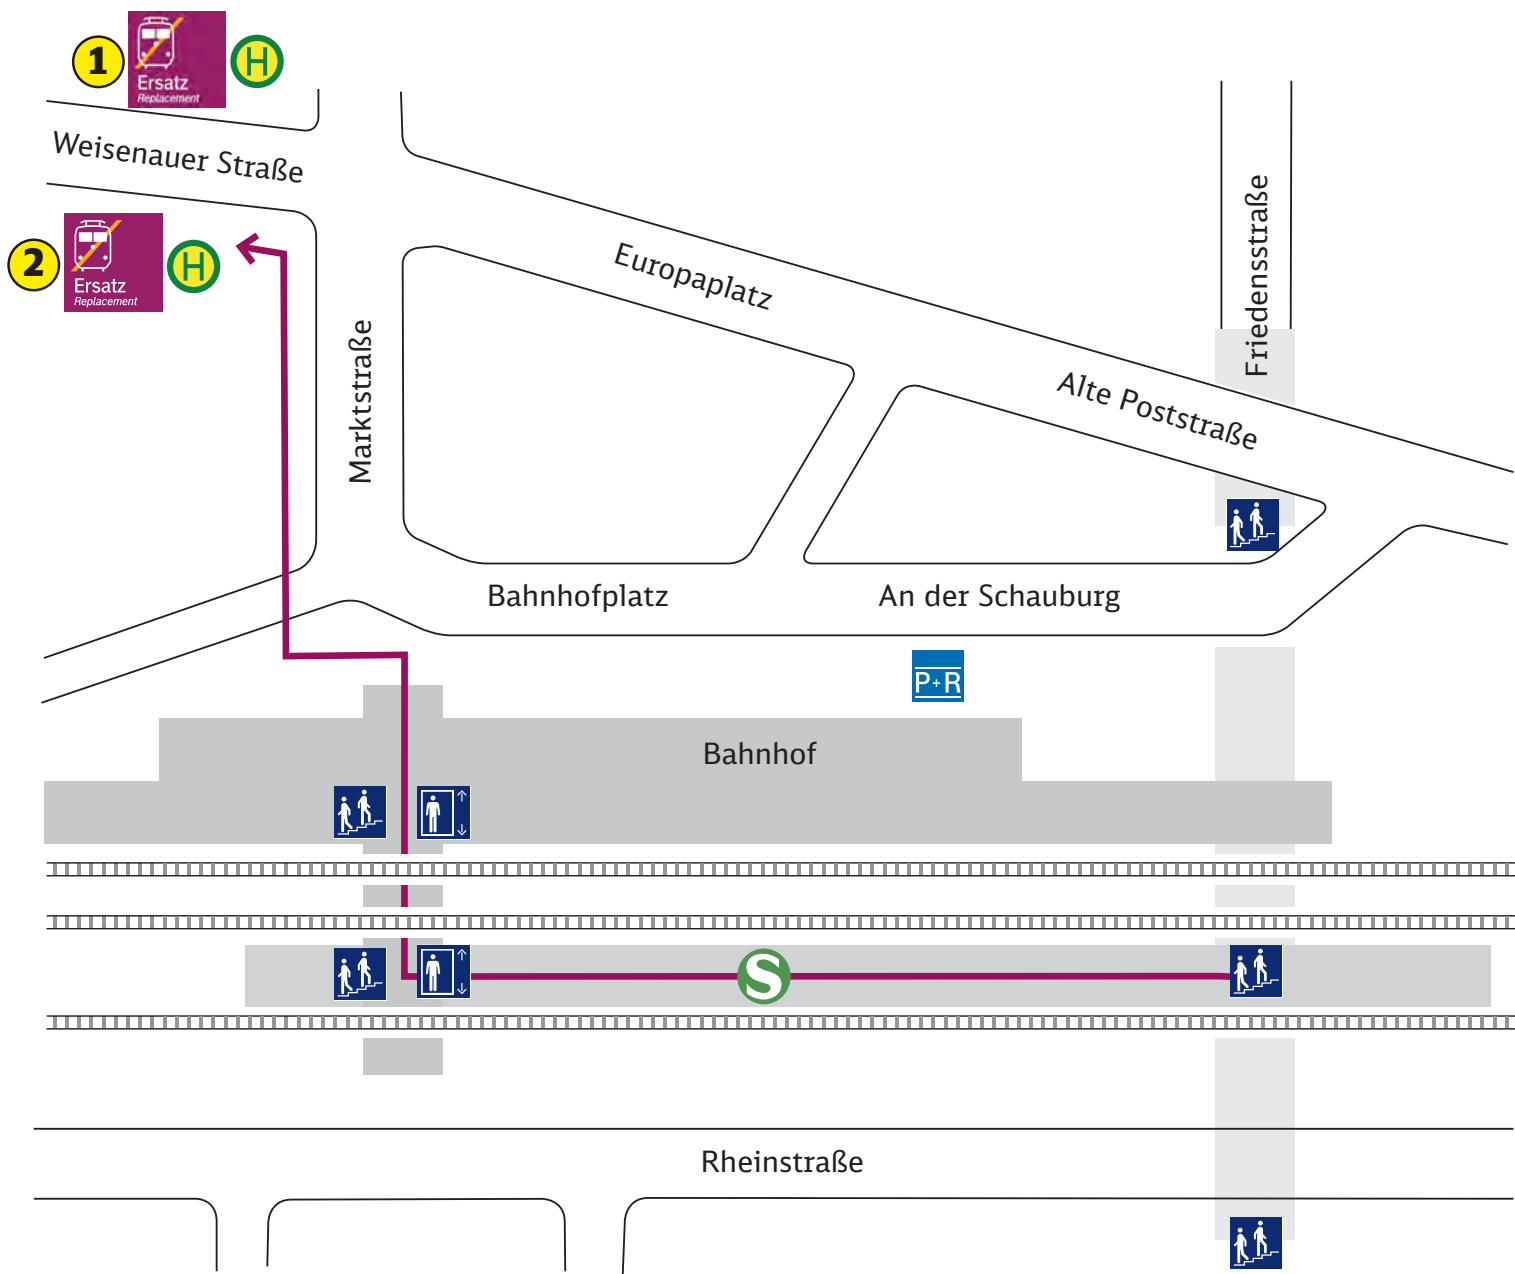 1
Ersatz
Replacement
H
Weisenauer Straße
2
Ersatz
Replacement
H
Marktstraße
Europaplatz
Alte Poststraße
Friedensstraße
Bahnhofplatz
An der Schauburg
P+R
Bahnhof
S
Rheinstraße